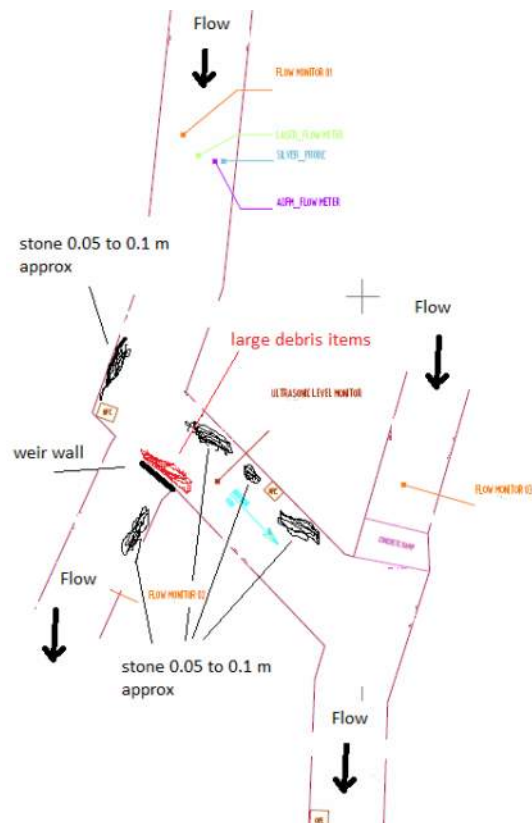 Flow
FLOW MONITOR 01
LASER_FLOW METER
SILVER_PROBE
ADFM_FLOW METER
stone 0.05 to 0.1 m
approx
Flow
large debris items
ULTRASONIC LEVEL MONITOR
weir wall
FLOW MONITOR 03
Flow
FLOW MONITOR 02
stone 0.05 to 0.1 m
approx
Flow